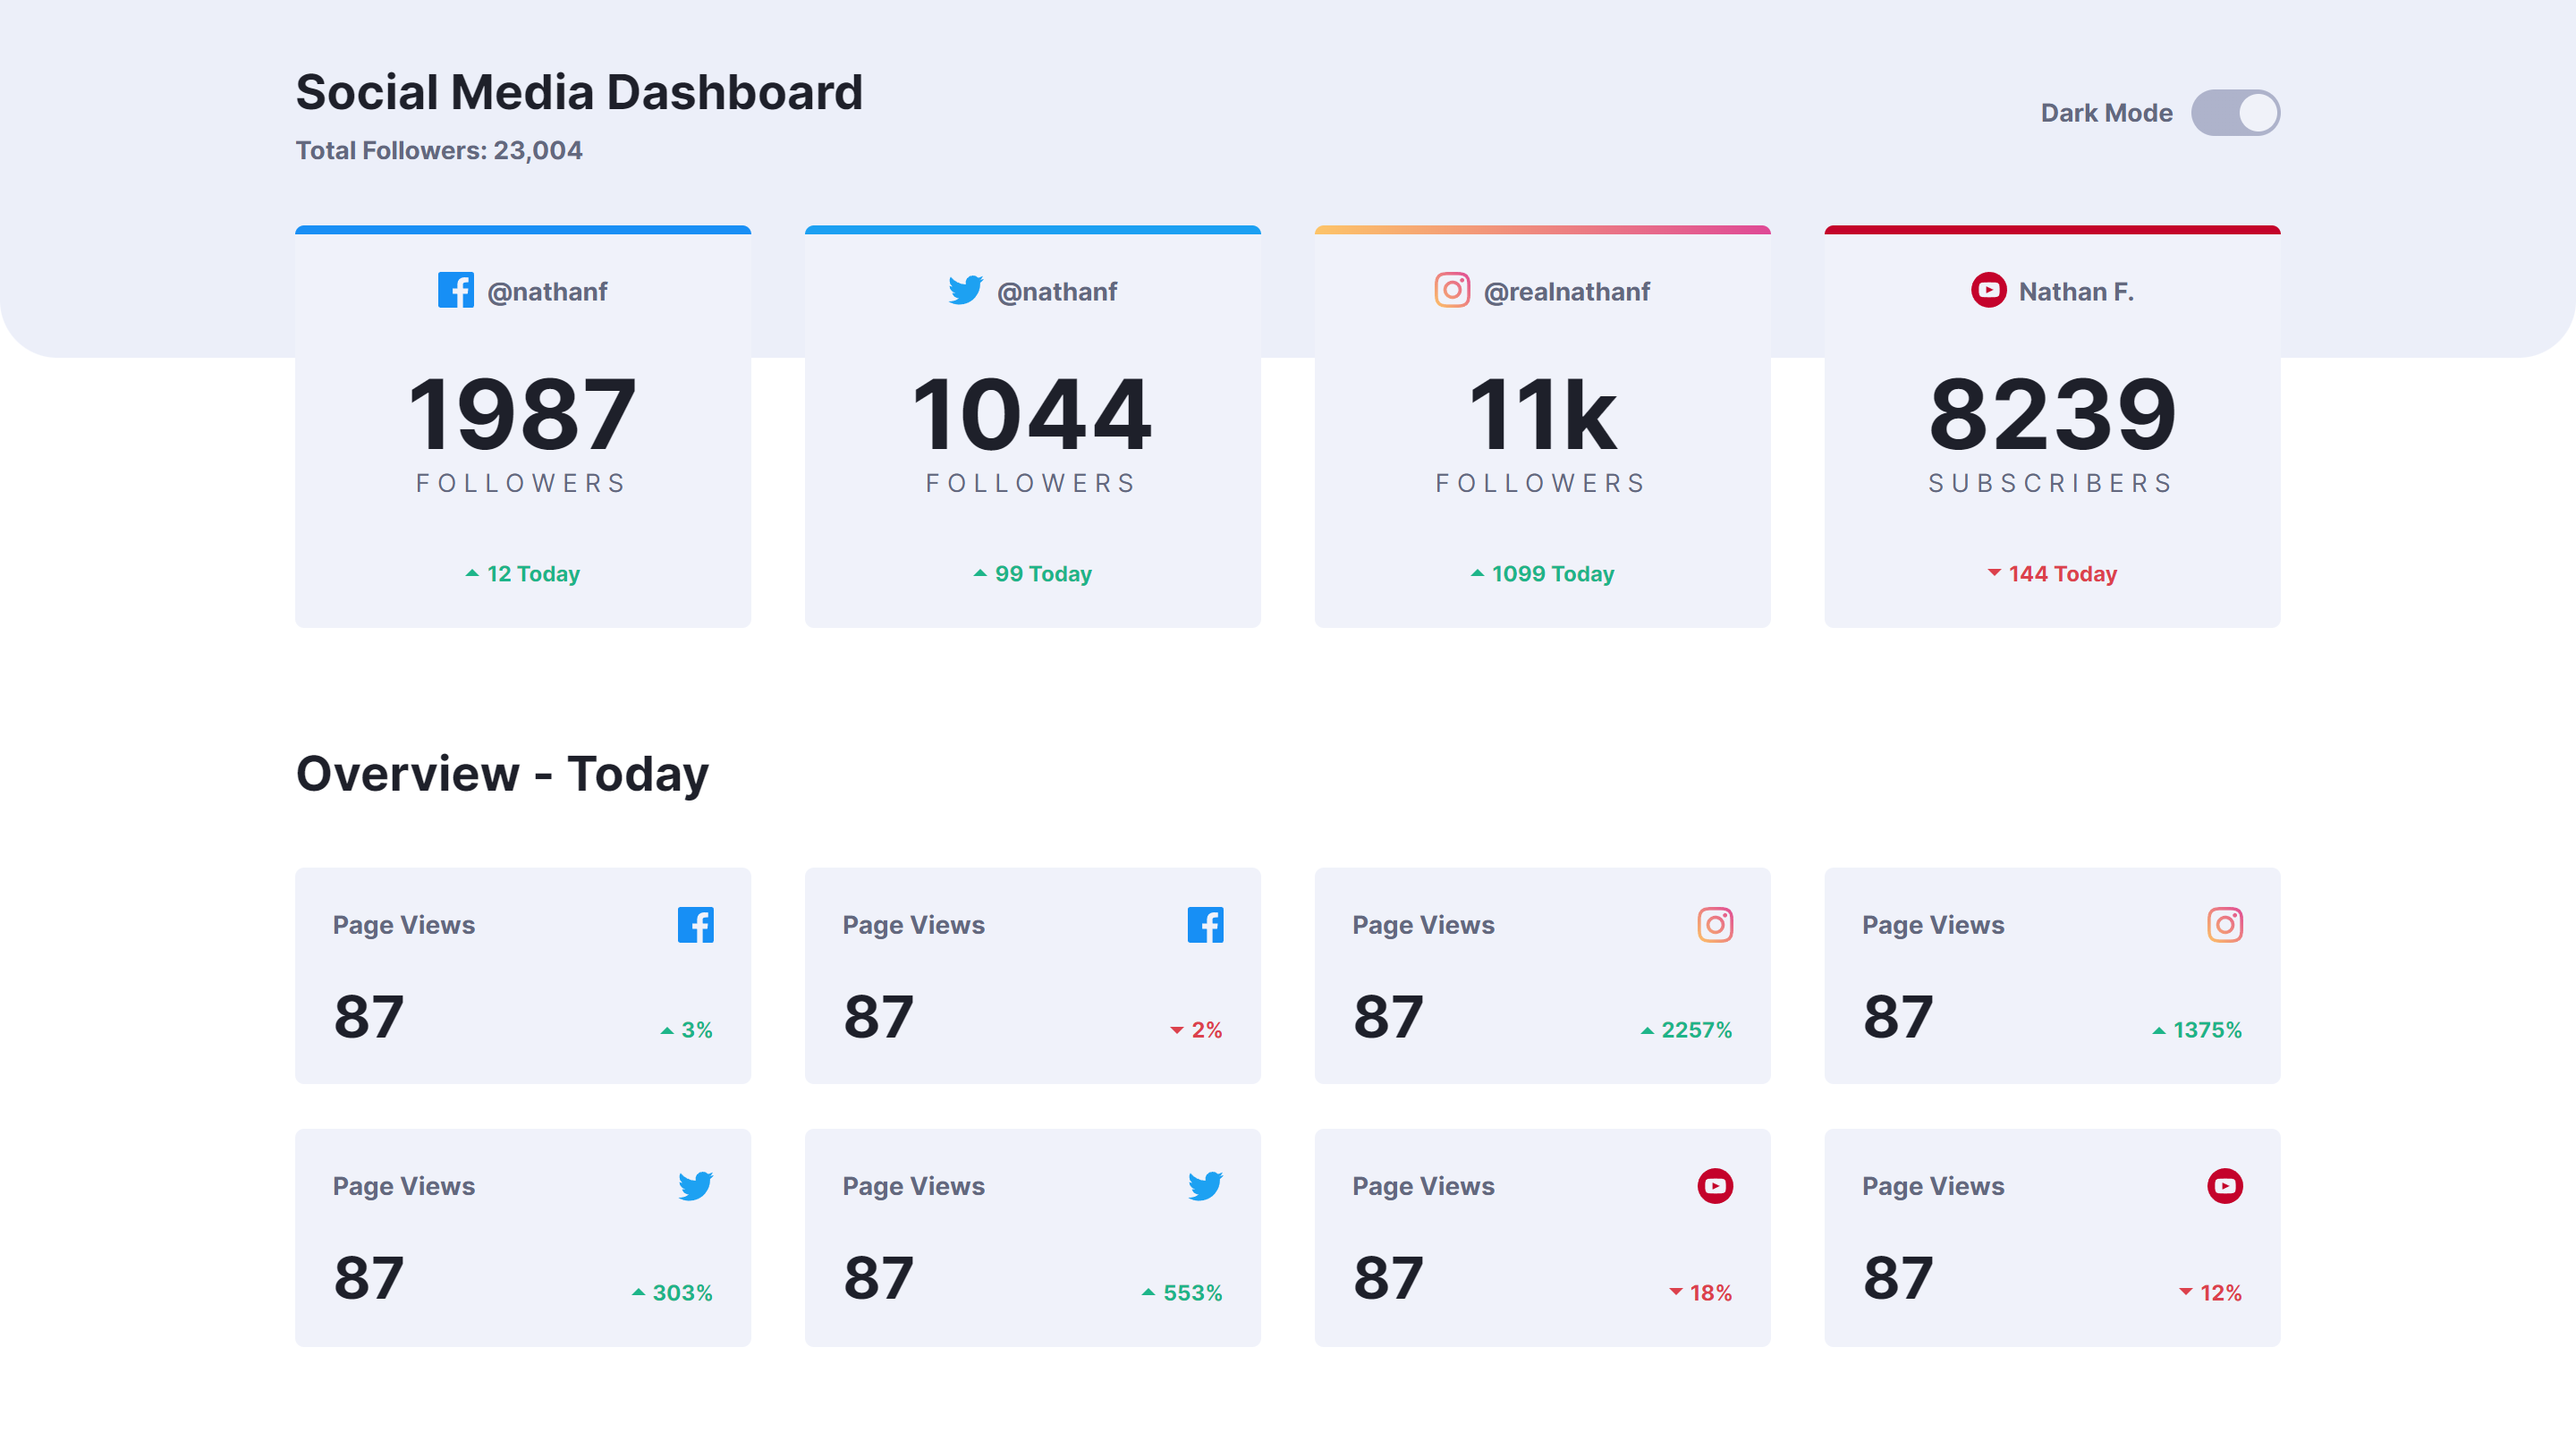 Social Media Dashboard
Total Followers: 23,004
Dark Mode
@nathanf
1987
FOLLOWERS
12 Today
@nathanf
1044
FOLLOWERS
99 Today
@realnathanf
11k
FOLLOWERS
1099 Today
Nathan F.
8239
SUBSCRIBERS
144 Today
Overview - Today
Page Views
87
3%
Page Views
87
2%
Page Views
87
2257%
Page Views
87
1375%
Page Views
87
303%
Page Views
87
553%
Page Views
87
18%
Page Views
87
12%